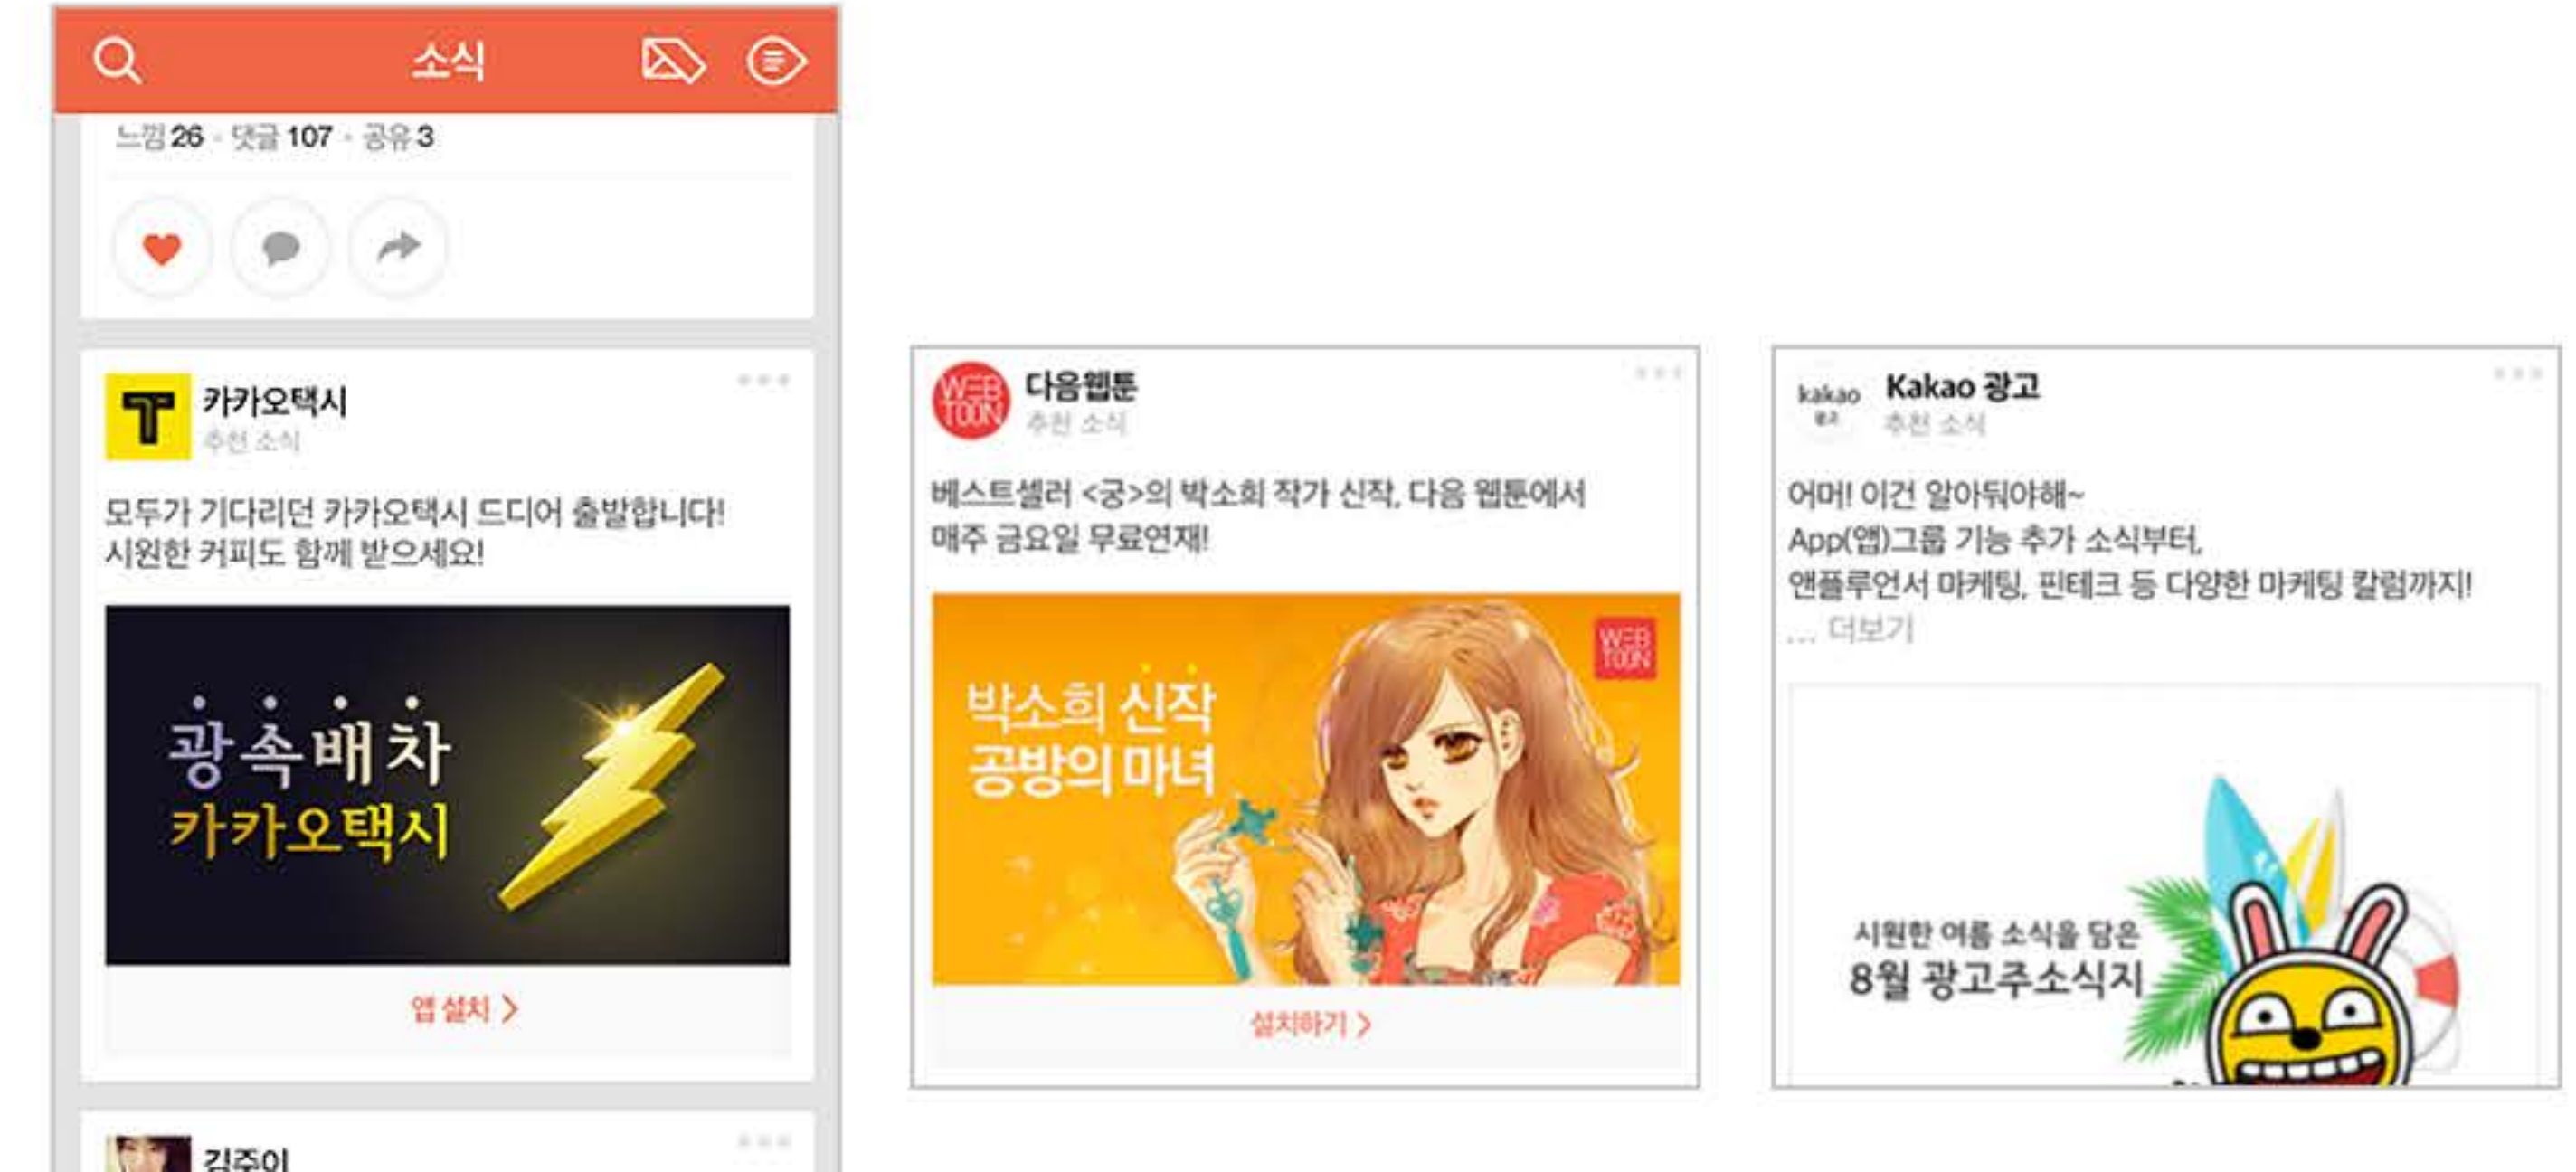 소식
느낌 26 · 댓글 107 · 공유 3
T
카카오택시
추천 소식
모두가 기다리던 카카오택시 드디어 출발합니다!
시원한 커피도 함께 받으세요!
광속배차
카카오택시
앱 설치 >
김주이
WEB
TOON
다음웹툰
추천 소식
베스트셀러 <궁>의 박소희 작가 신작, 다음 웹툰에서
매주 금요일 무료연재!
WEB
TOON
박소희 신작
공방의 마녀
설치하기 >
kakao
광고
Kakao 광고
추천 소식
어머! 이건 알아둬야해~
App(앱)그룹 기능 추가 소식부터,
앤플루언서 마케팅, 핀테크 등 다양한 마케팅 칼럼까지!
... 더보기
시원한 여름 소식을 담은
8월 광고주소식지